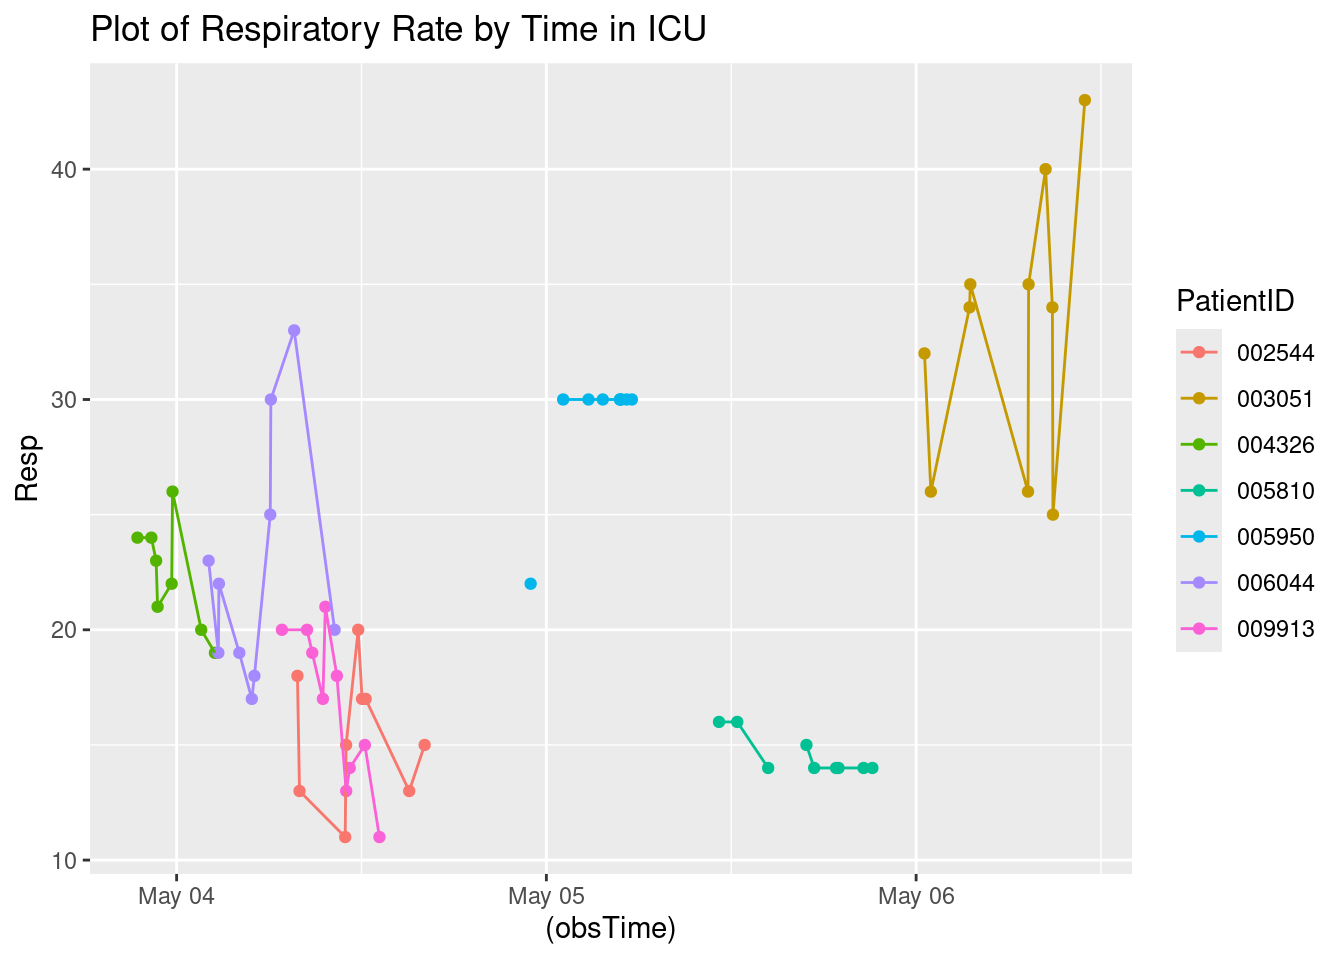 Plot of Respiratory Rate by Time in ICU
Resp
40
30
20
10
May 04
May 05
May 06
(obsTime)
PatientID
002544
003051
004326
005810
005950
006044
009913